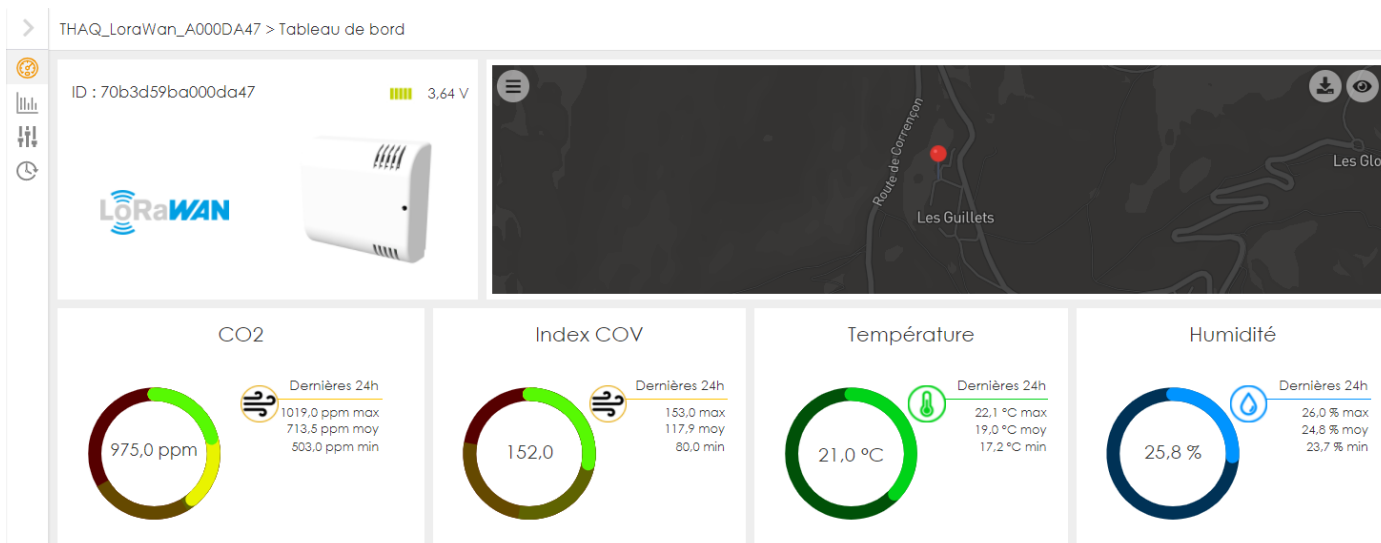 THAQ_LoraWan_A000DA47 > Tableau de bord
ID : 70b3d59ba000da47
3,64 V
LoRaWAN
Route de Corrençon
Les Guillets
Les Glo
CO2
975,0 ppm
Dernières 24h
1019,0 ppm max
713,5 ppm moy
503,0 ppm min
Index COV
152,0
Dernières 24h
153,0 max
117,9 moy
80,0 min
Température
21,0 °C
Dernières 24h
22,1 °C max
19,0 °C moy
17,2 °C min
Humidité
25,8 %
Dernières 24h
26,0 % max
24,8 % moy
23,7 % min